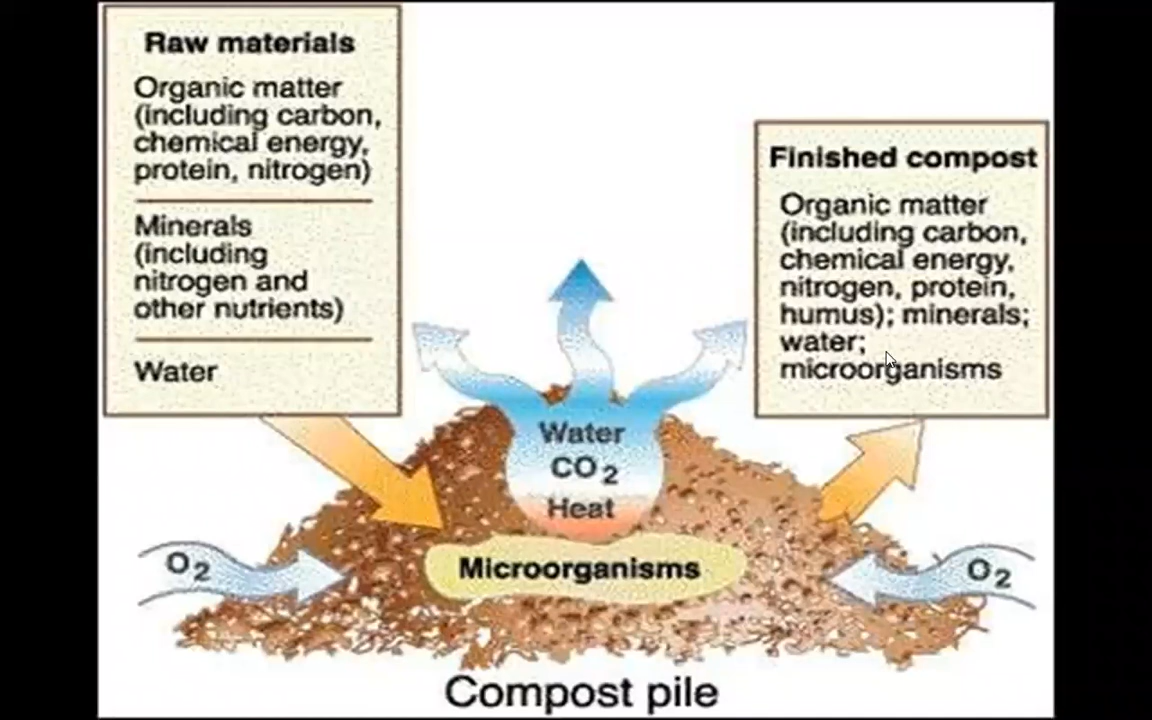 Raw materials
Organic matter
(including carbon,
chemical energy,
protein, nitrogen)
Minerals
(including
nitrogen and
other nutrients)
Water
Finished compost
Organic matter
(including carbon,
chemical energy,
nitrogen, protein,
humus); minerals;
water;
microorganisms
Water
CO2
Heat
O2
Microorganisms
O2
Compost pile